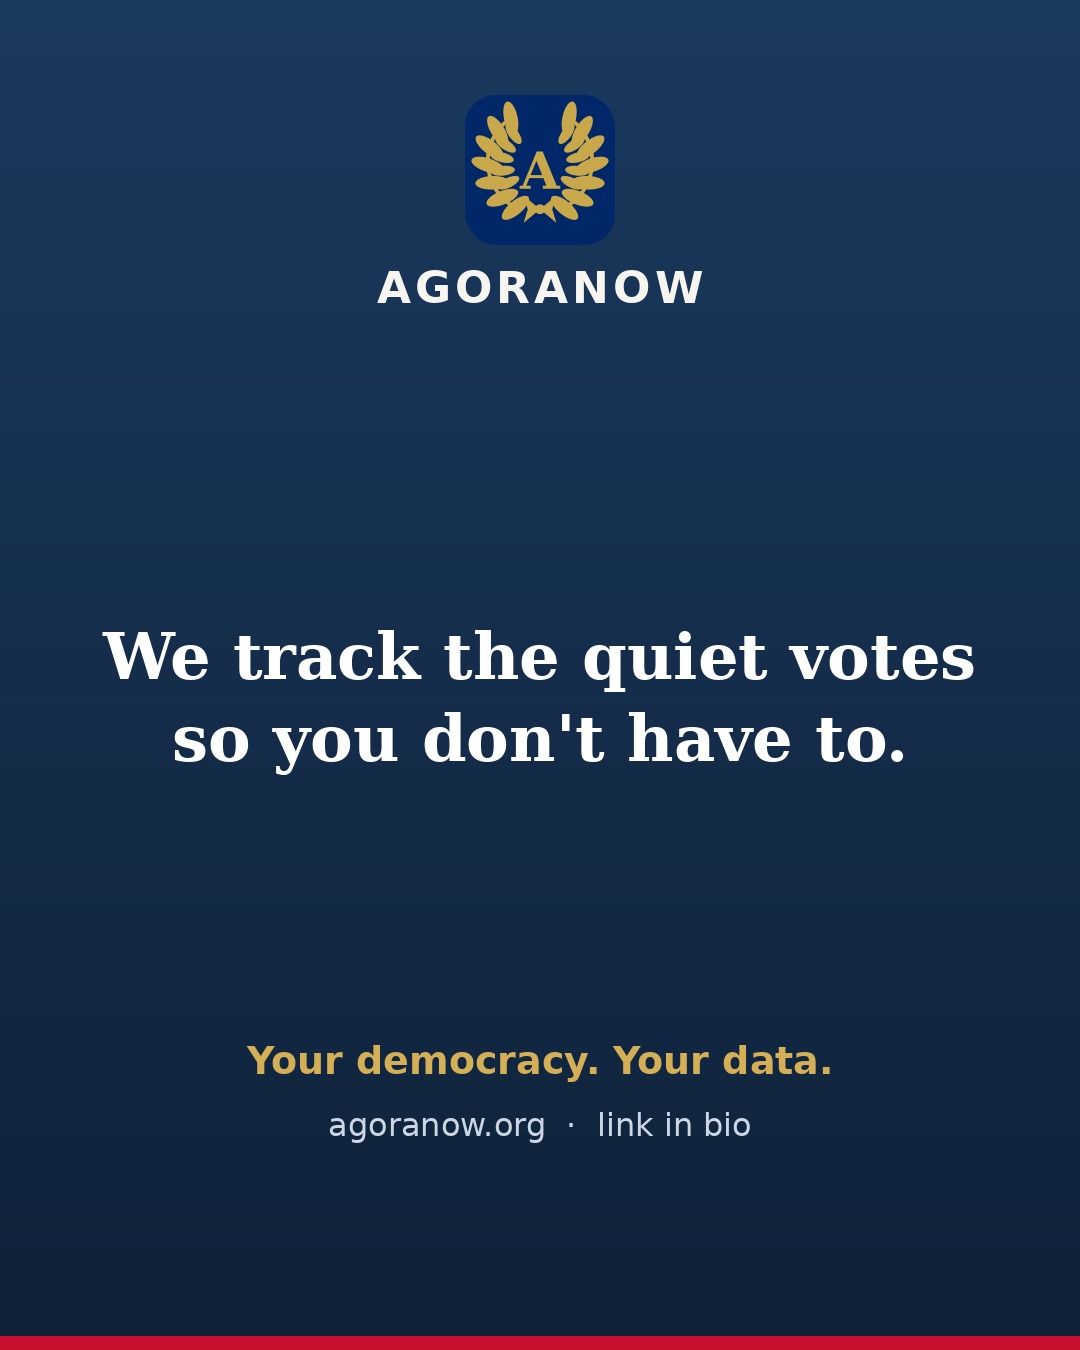 A
AGORANOW
We track the quiet votes
so you don't have to.
Your democracy. Your data.
agoranow.org · link in bio